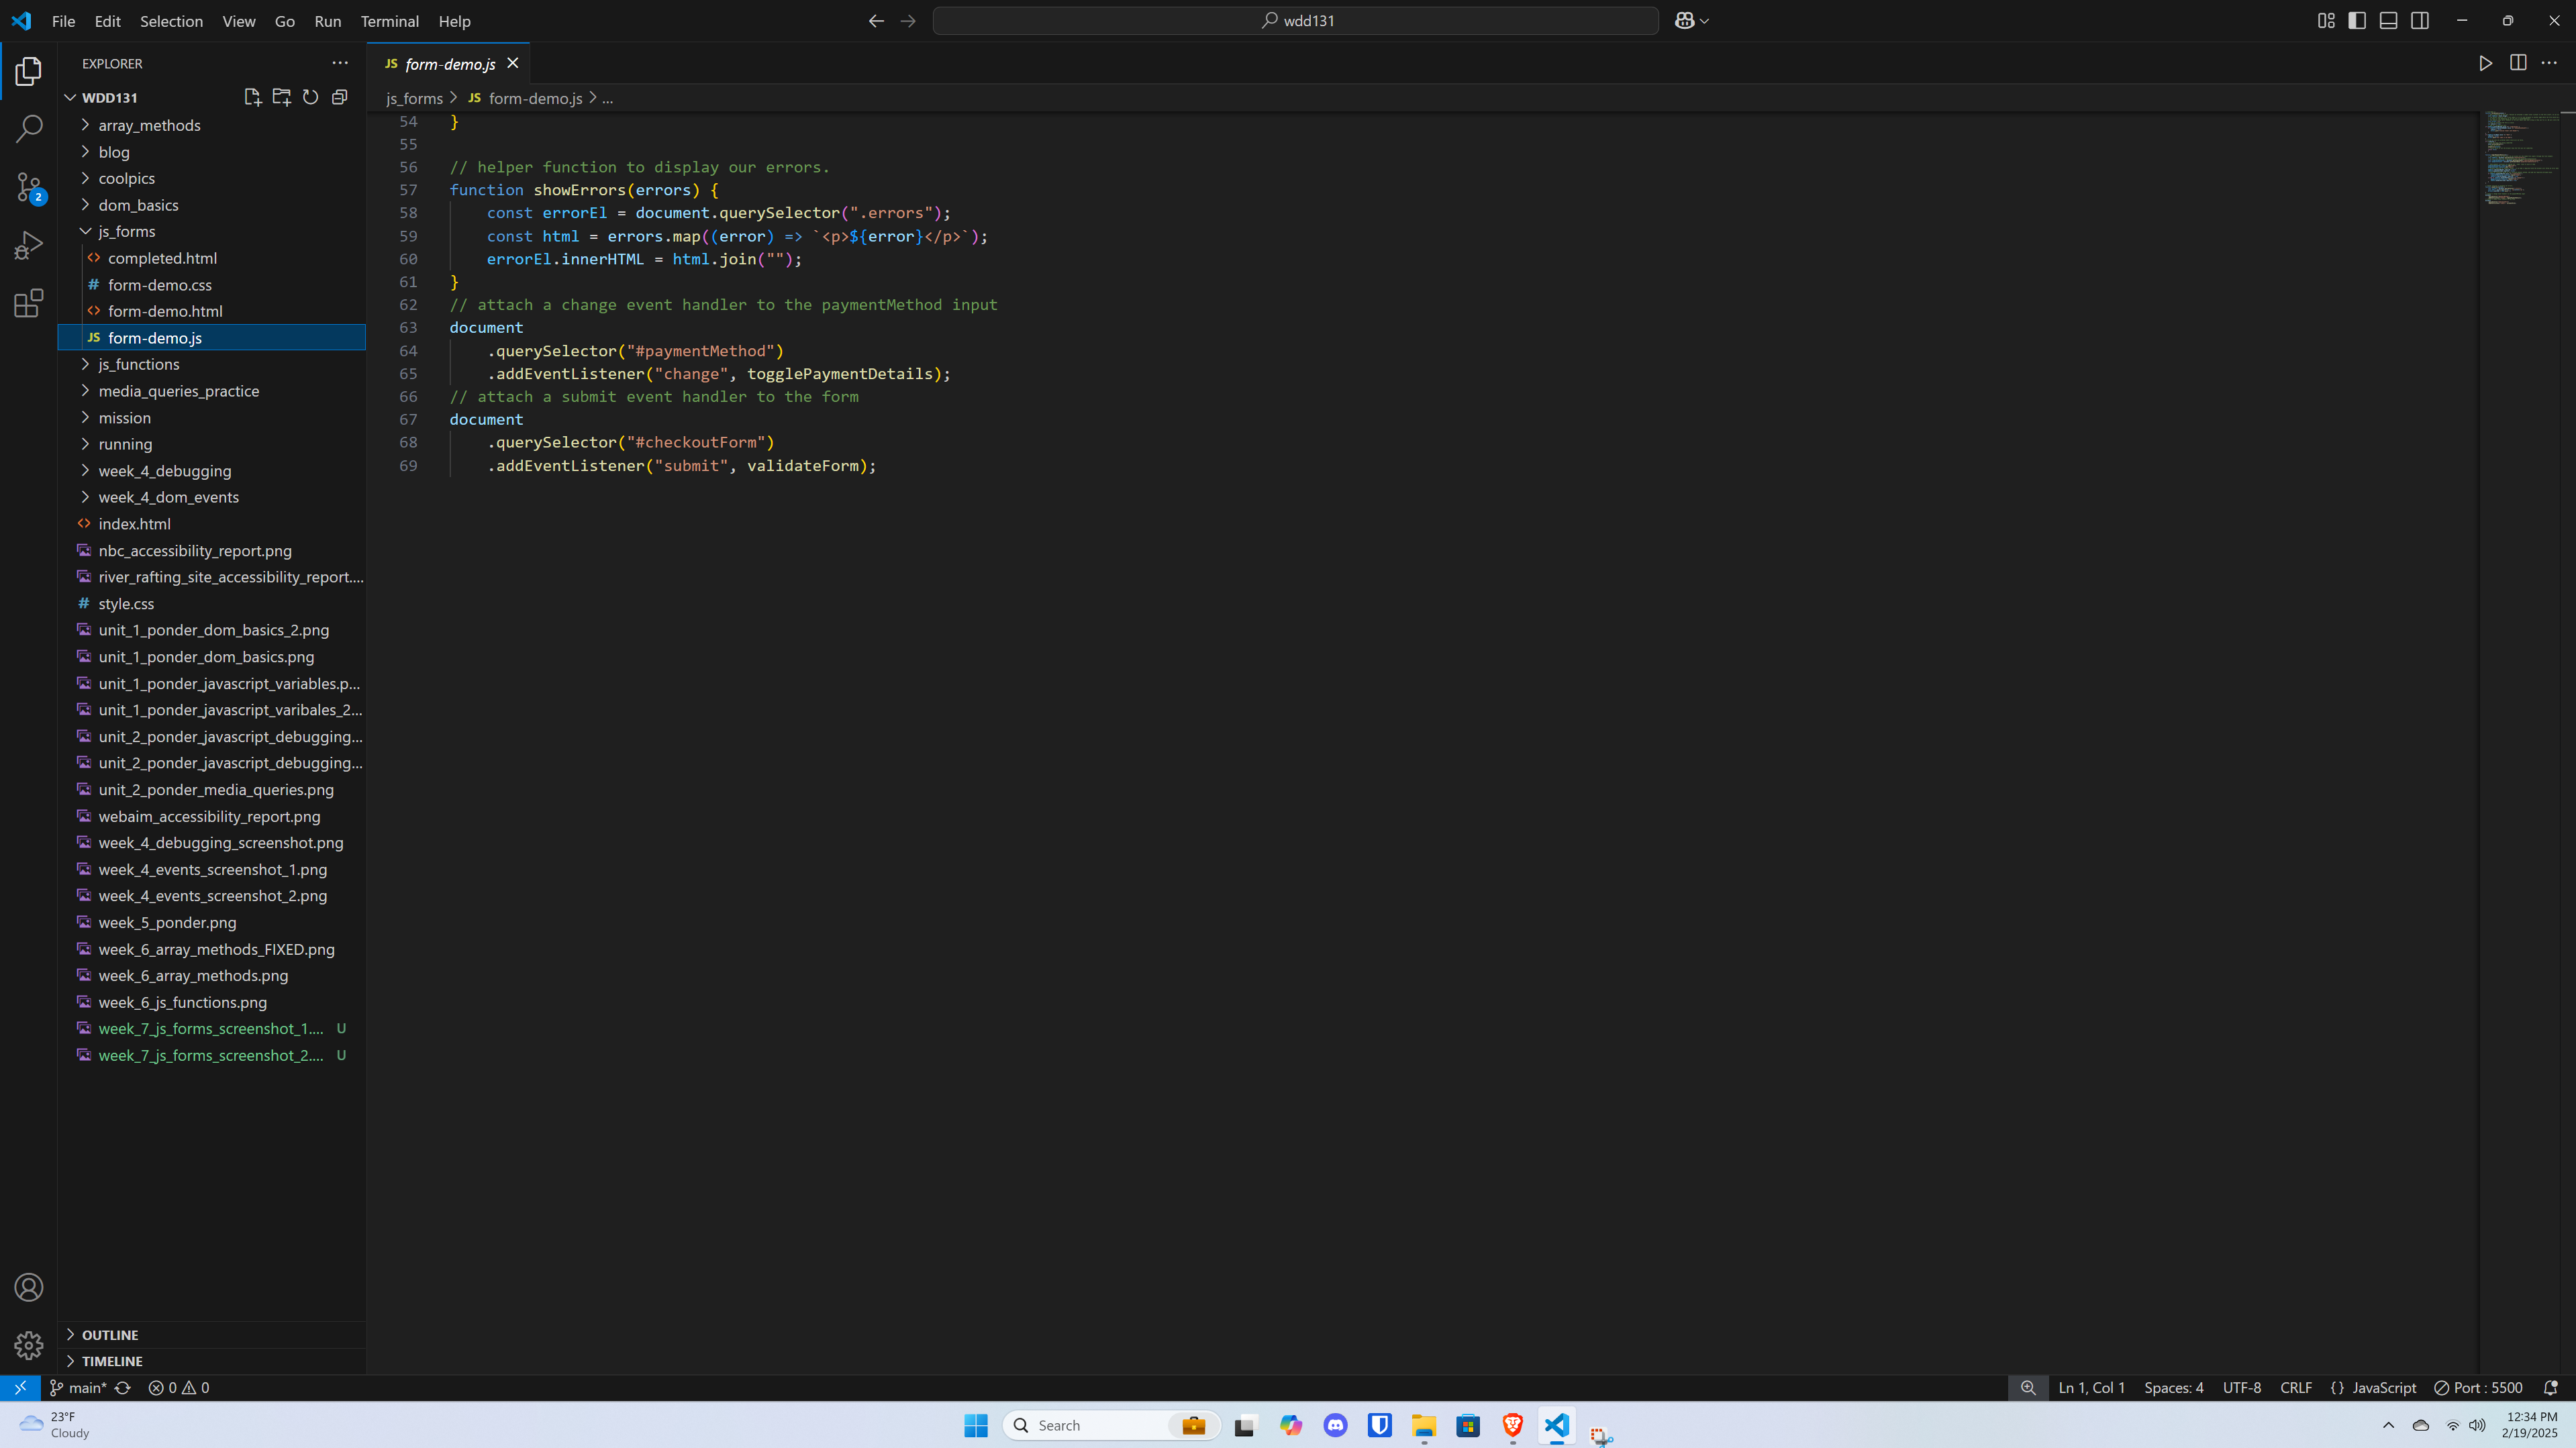 File Edit Selection View Go Run Terminal Help
wdd131
EXPLORER
WDD131
array_methods
blog
coolpics
dom_basics
js_forms
completed.html
# form-demo.css
form-demo.html
JS form-demo.js
js_functions
media_queries_practice
mission
running
week_4_debugging
week_4_dom_events
index.html
nbc_accessibility_report.png
river_rafting_site_accessibility_report....
# style.css
unit_1_ponder_dom_basics_2.png
unit_1_ponder_dom_basics.png
unit_1_ponder_javascript_variables.p...
unit_1_ponder_javascript_varibales_2...
unit_2_ponder_javascript_debugging...
unit_2_ponder_javascript_debugging...
unit_2_ponder_media_queries.png
webaim_accessibility_report.png
week_4_debugging_screenshot.png
week_4_events_screenshot_1.png
week_4_events_screenshot_2.png
week_5_ponder.png
week_6_array_methods_FIXED.png
week_6_array_methods.png
week_6_js_functions.png
week_7_js_forms_screenshot_1.... U
week_7_js_forms_screenshot_2.... U
OUTLINE
TIMELINE
2
JS form-demo.js
js_forms > JS form-demo.js > ...
54 }
55
56 // helper function to display our errors.
57 function showErrors(errors) {
58 const errorEl = document.querySelector(".errors");
59 const html = errors.map((error) => `<p>${error}</p>`);
60 errorEl.innerHTML = html.join("");
61 }
62 // attach a change event handler to the paymentMethod input
63 document
64 .querySelector("#paymentMethod")
65 .addEventListener("change", togglePaymentDetails);
66 // attach a submit event handler to the form
67 document
68 .querySelector("#checkoutForm")
69 .addEventListener("submit", validateForm);
main* 0 0
Ln 1, Col 1 Spaces: 4 UTF-8 CRLF {} JavaScript Port : 5500
23°F
Cloudy
Search
12:34 PM
2/19/2025